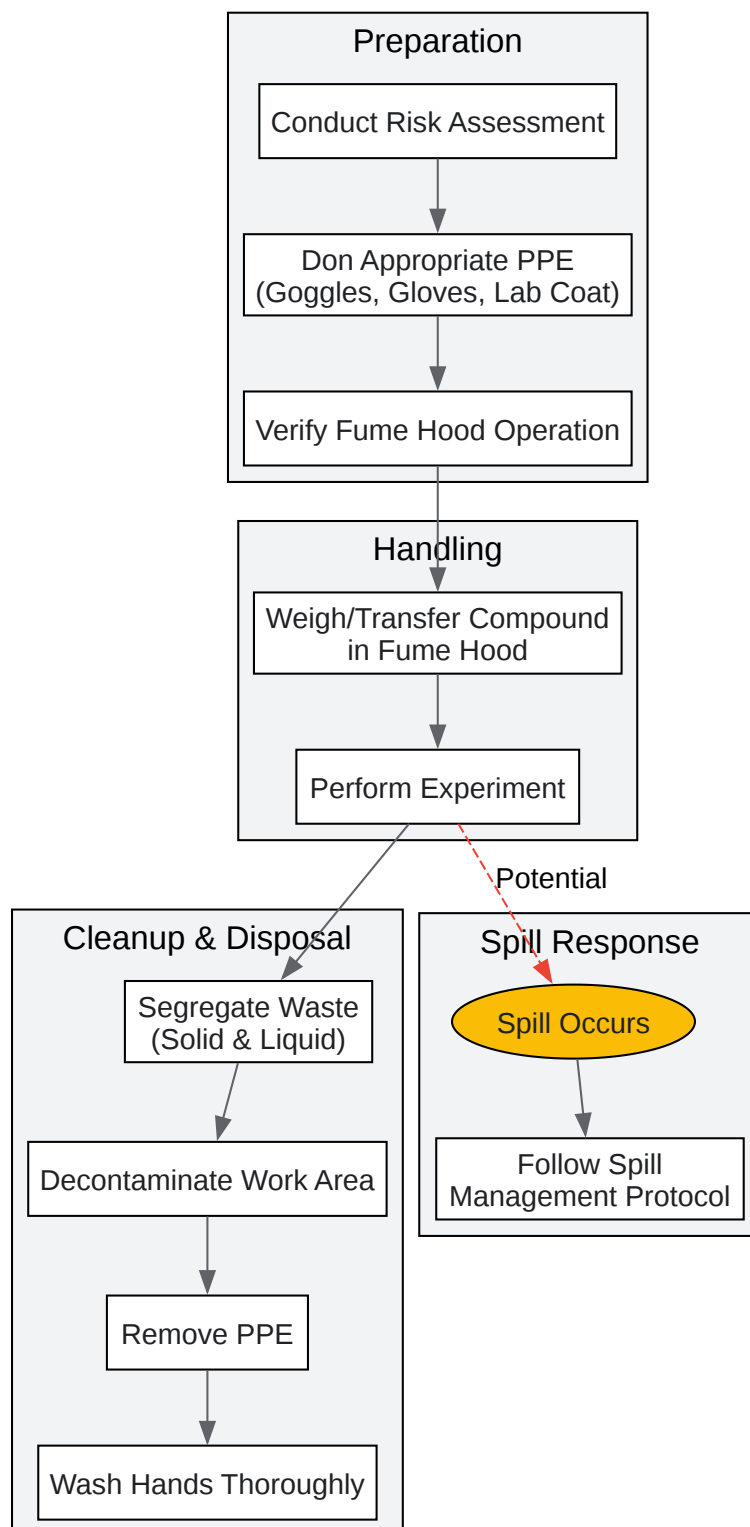 Preparation
Conduct Risk Assessment
Don Appropriate PPE
(Goggles, Gloves, Lab Coat)
Verify Fume Hood Operation
Handling
Weigh/Transfer Compound
in Fume Hood
Perform Experiment
Potential
Cleanup & Disposal
Segregate Waste
(Solid & Liquid)
Decontaminate Work Area
Remove PPE
Wash Hands Thoroughly
Spill Response
Spill Occurs
Follow Spill
Management Protocol